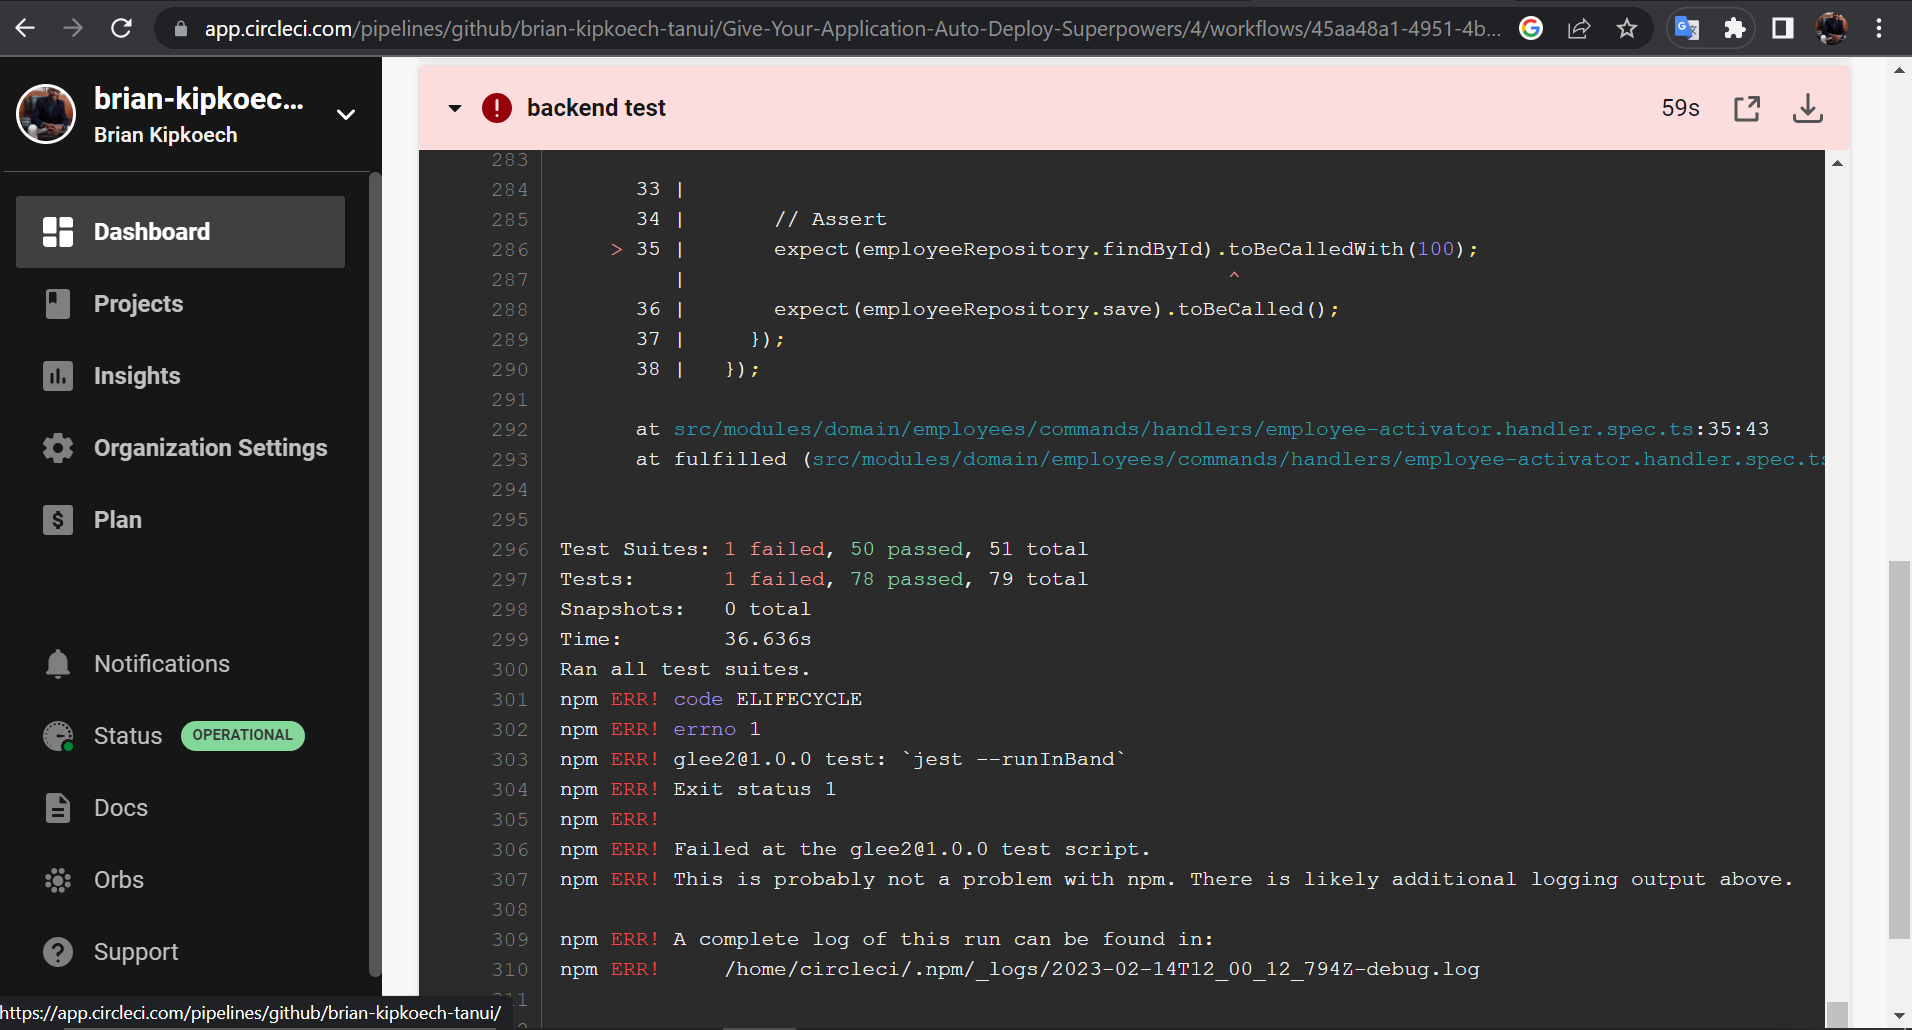 app.circleci.com/pipelines/github/brian-kipkoech-tanui/Give-Your-Application-Auto-Deploy-Superpowers/4/workflows/45aa48a1-4951-4b...
brian-kipkoec...
Brian Kipkoech
Dashboard
Projects
Insights
Organization Settings
Plan
Notifications
Status OPERATIONAL
Docs
Orbs
Support
https://app.circleci.com/pipelines/github/brian-kipkoech-tanui/
backend test 59s
283
284 33 |
285 34 | // Assert
286 > 35 | expect(employeeRepository.findById).toBeCalledWith(100);
287 | ^
288 36 | expect(employeeRepository.save).toBeCalled();
289 37 | });
290 38 | });
291
292 at src/modules/domain/employees/commands/handlers/employee-activator.handler.spec.ts:35:43
293 at fulfilled (src/modules/domain/employees/commands/handlers/employee-activator.handler.spec.ts
294
295
296 Test Suites: 1 failed, 50 passed, 51 total
297 Tests: 1 failed, 78 passed, 79 total
298 Snapshots: 0 total
299 Time: 36.636s
300 Ran all test suites.
301 npm ERR! code ELIFECYCLE
302 npm ERR! errno 1
303 npm ERR! glee2@1.0.0 test: `jest --runInBand`
304 npm ERR! Exit status 1
305 npm ERR!
306 npm ERR! Failed at the glee2@1.0.0 test script.
307 npm ERR! This is probably not a problem with npm. There is likely additional logging output above.
308
309 npm ERR! A complete log of this run can be found in:
310 npm ERR! /home/circleci/.npm/_logs/2023-02-14T12_00_12_794Z-debug.log